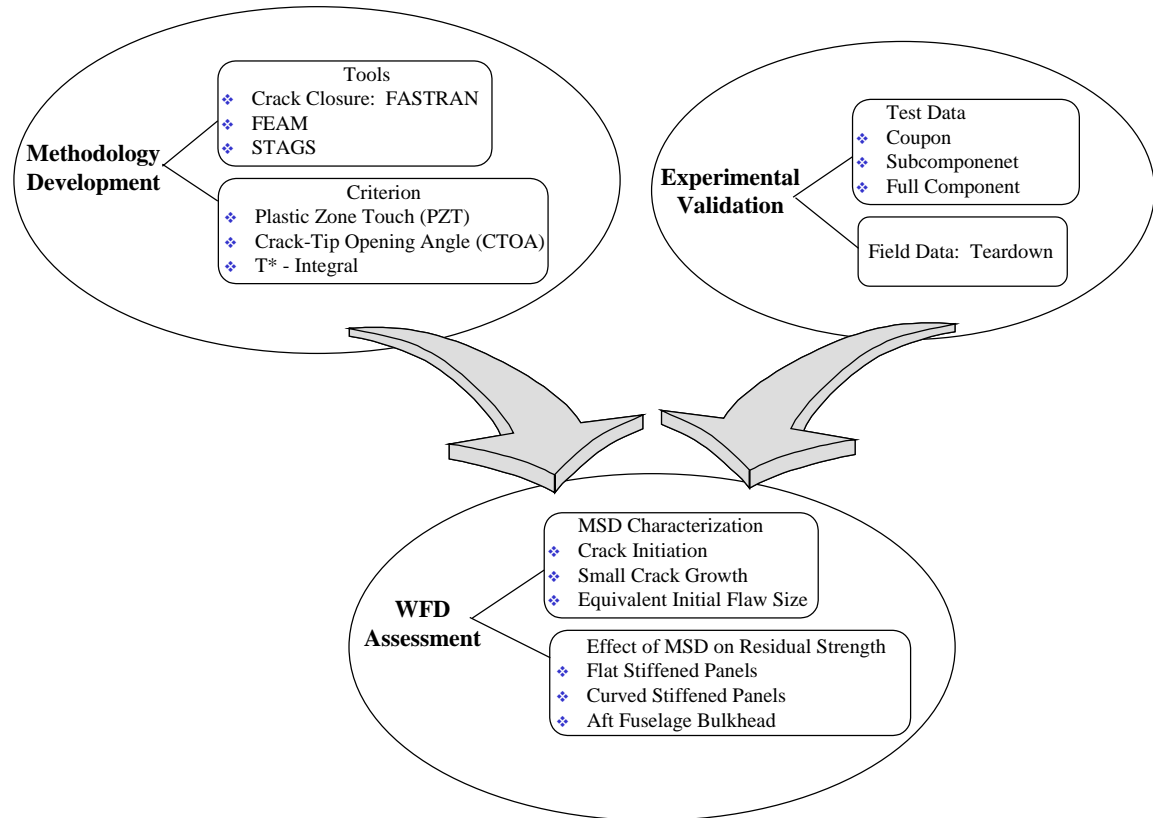 Methodology
Development
Tools
❖ Crack Closure: FASTRAN
❖ FEAM
❖ STAGS
Criterion
❖ Plastic Zone Touch (PZT)
❖ Crack-Tip Opening Angle (CTOA)
❖ T* - Integral
Experimental
Validation
Test Data
❖ Coupon
❖ Subcomponenet
❖ Full Component
Field Data: Teardown
WFD
Assessment
MSD Characterization
❖ Crack Initiation
❖ Small Crack Growth
❖ Equivalent Initial Flaw Size
Effect of MSD on Residual Strength
❖ Flat Stiffened Panels
❖ Curved Stiffened Panels
❖ Aft Fuselage Bulkhead